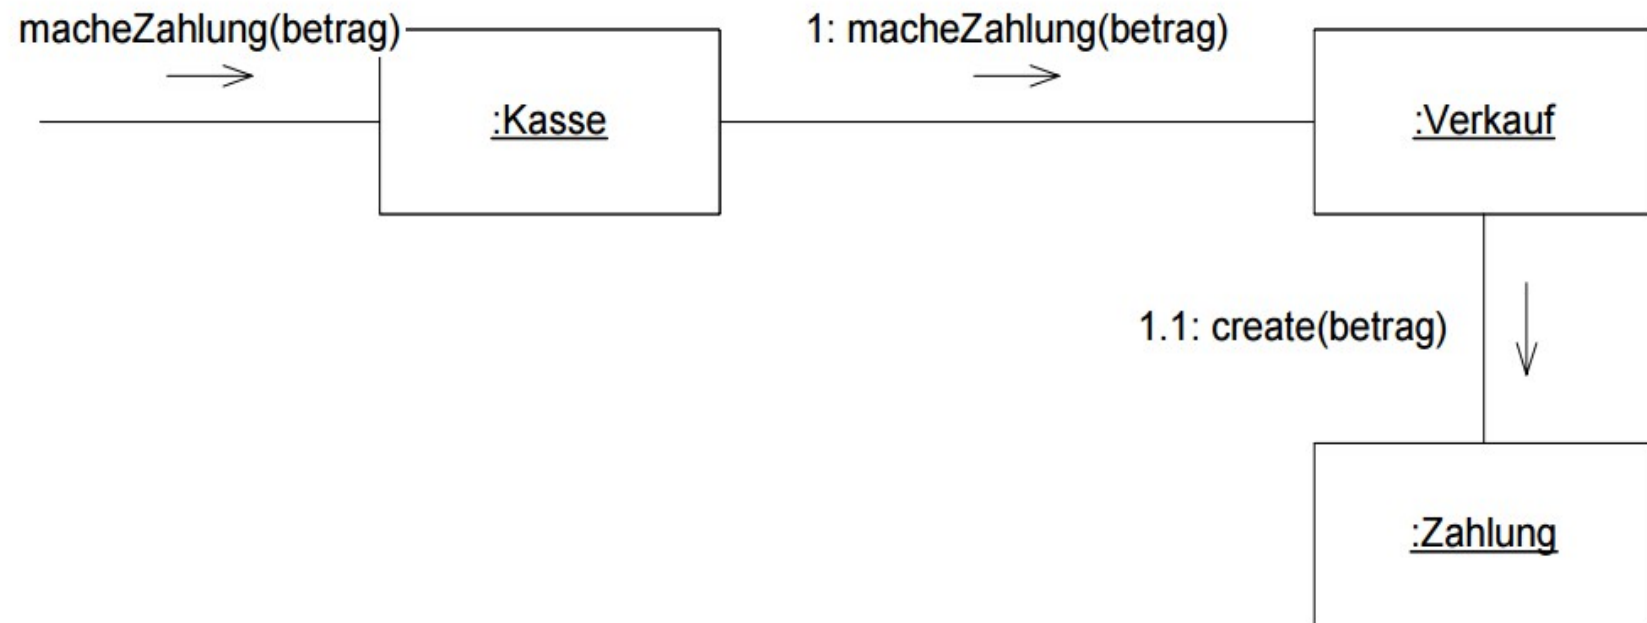 macheZahlung(betrag)
1: macheZahlung(betrag)
:Kasse
:Verkauf
1.1: create(betrag)
:Zahlung